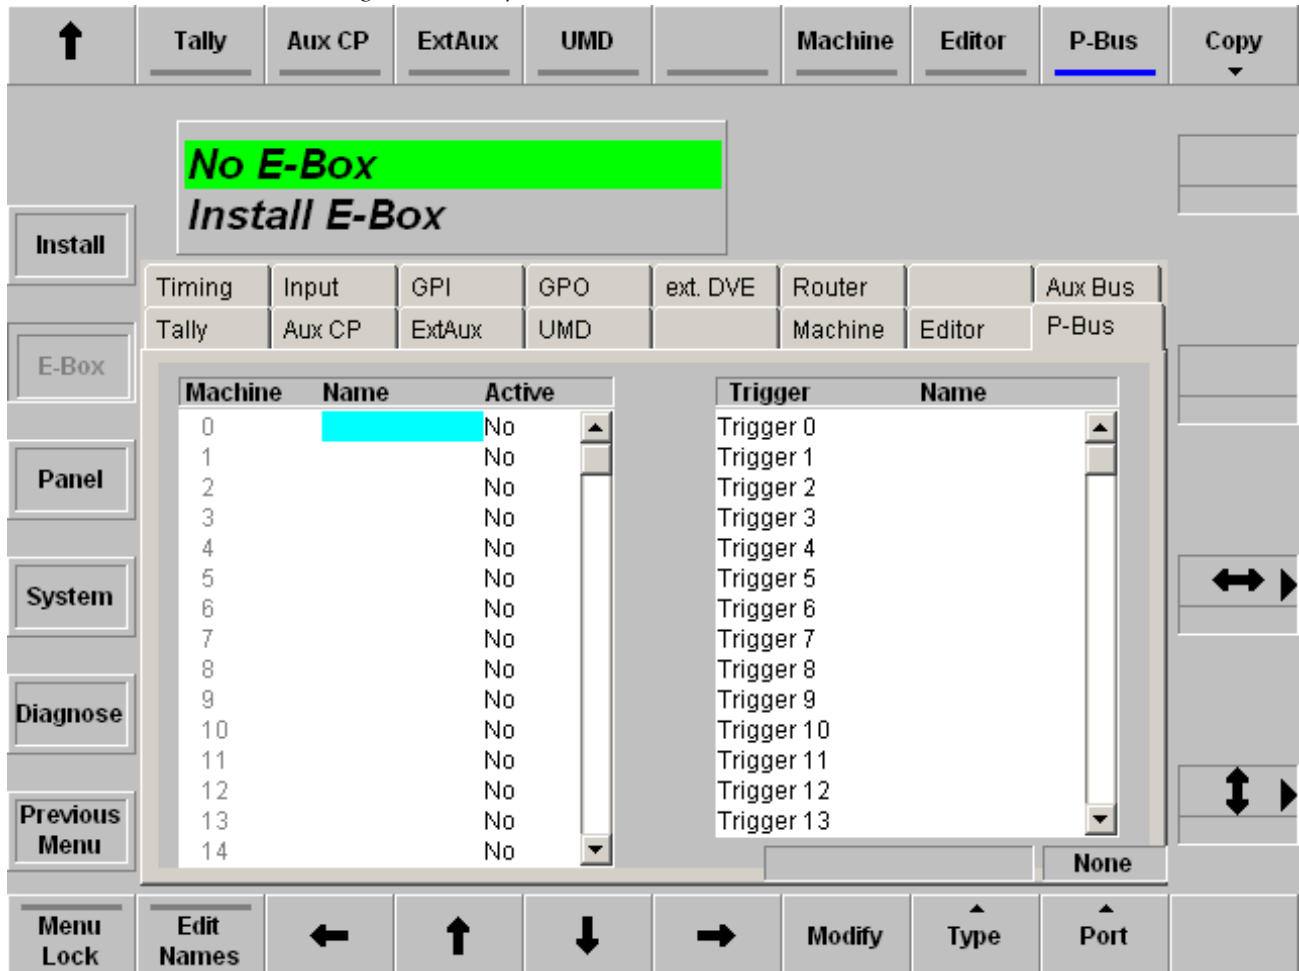 Tally Aux CP ExtAux UMD Machine Editor P-Bus Copy
No E-Box
Install E-Box
Install
Timing Input GPI GPO ext. DVE Router Aux Bus
Tally Aux CP ExtAux UMD Machine Editor P-Bus
E-Box
Machine Name Active Trigger Name
0 No Trigger 0
1 No Trigger 1
2 No Trigger 2
3 No Trigger 3
4 No Trigger 4
5 No Trigger 5
6 No Trigger 6
7 No Trigger 7
8 No Trigger 8
9 No Trigger 9
10 No Trigger 10
11 No Trigger 11
12 No Trigger 12
13 No Trigger 13
14 No
None
Panel
System
Diagnose
Previous
Menu
Menu
Lock
Edit
Names
Modify
Type
Port